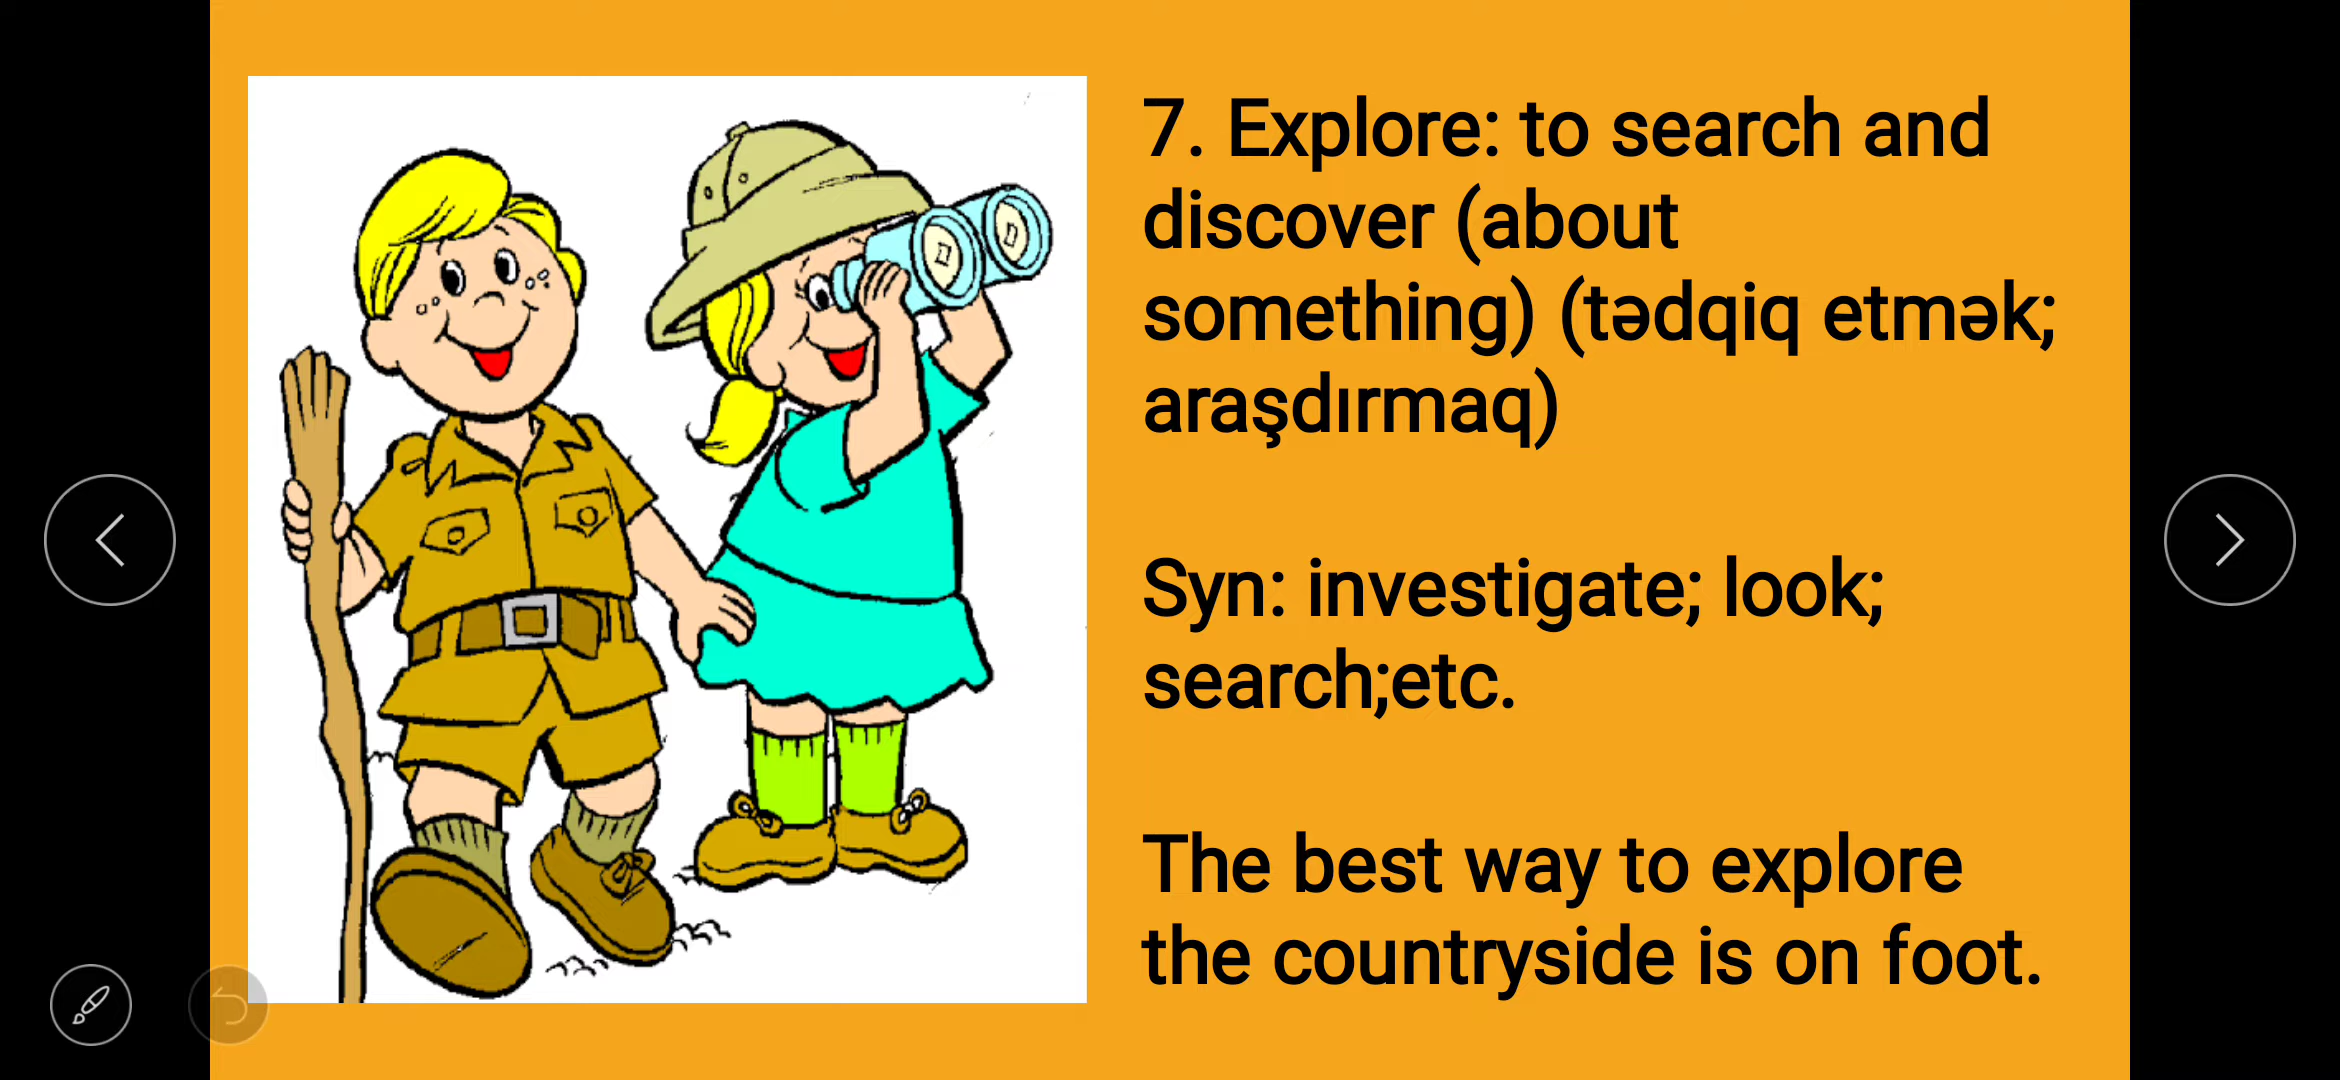 7. Explore: to search and
discover (about
something) (tədqiq etmək;
araşdırmaq)
Syn: investigate; look;
search;etc.
The best way to explore
the countryside is on foot.